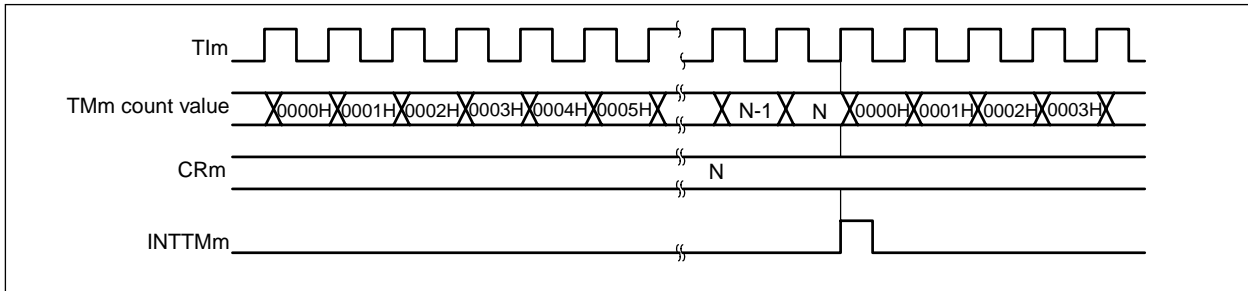 TIm
TMm count value 0000H 0001H 0002H 0003H 0004H 0005H N-1 N 0000H 0001H 0002H 0003H
CRm N
INTTMm